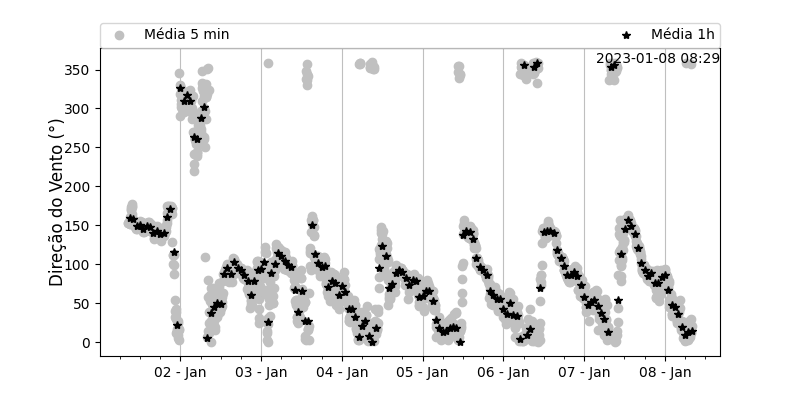 Média 5 min
Média 1h
2023-01-08 08:29
Direção do Vento (°)
350
300
250
200
150
100
50
0
02 - Jan
03 - Jan
04 - Jan
05 - Jan
06 - Jan
07 - Jan
08 - Jan